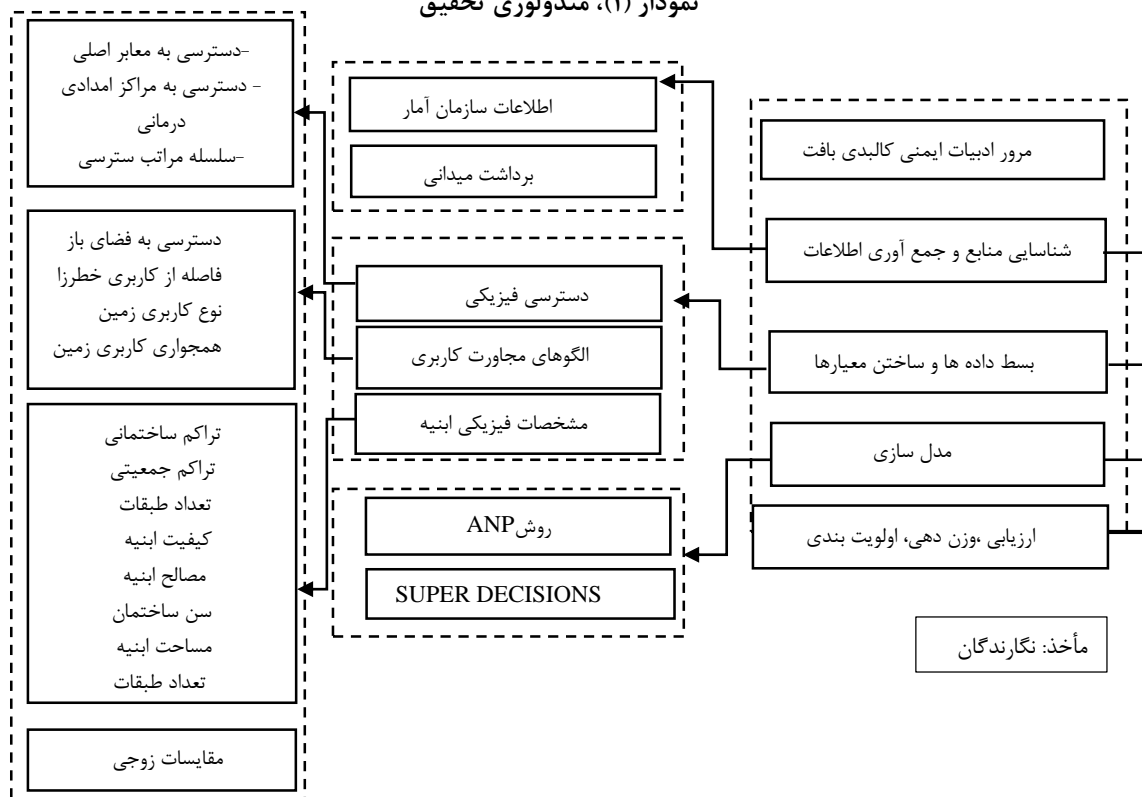 نمودار (۱)، متدولوژی تحقیق
مرور ادبیات ایمنی کالبدی بافت
شناسایی منابع و جمع آوری اطلاعات
بسط داده ها و ساختن معیارها
مدل سازی
ارزیابی ،وزن دهی، اولویت بندی
مأخذ: نگارندگان
اطلاعات سازمان آمار
برداشت میدانی
دسترسی فیزیکی
الگوهای مجاورت کاربری
مشخصات فیزیکی ابنیه
روشANP
SUPER DECISIONS
-دسترسی به معابر اصلی
- دسترسی به مراکز امدادی
درمانی
-سلسله مراتب سترسی
دسترسی به فضای باز
فاصله از کاربری خطرزا
نوع کاربری زمین
همجواری کاربری زمین
تراکم ساختمانی
تراکم جمعیتی
تعداد طبقات
کیفیت ابنیه
مصالح ابنیه
سن ساختمان
مساحت ابنیه
تعداد طبقات
مقایسات زوجی